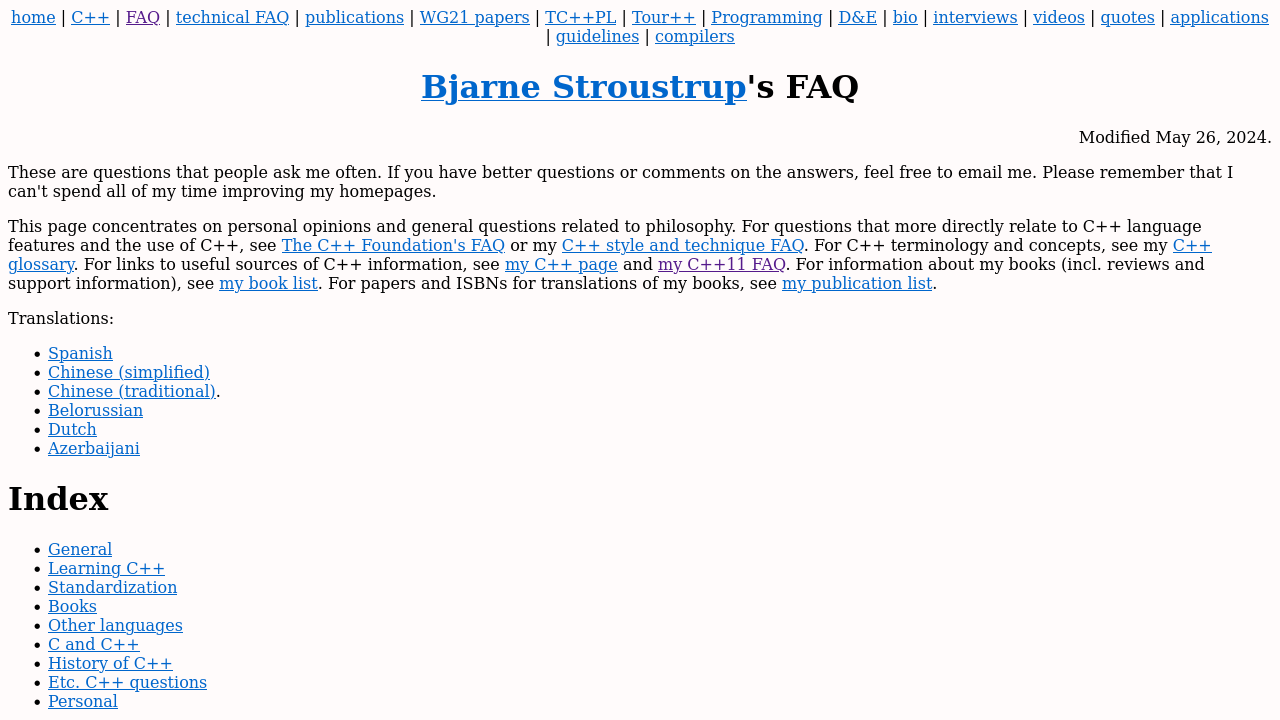 home | C++ | FAQ | technical FAQ | publications | WG21 papers | TC++PL | Tour++ | Programming | D&E | bio | interviews | videos | quotes | applications
| guidelines | compilers
Bjarne Stroustrup's FAQ
Modified May 26, 2024.
These are questions that people ask me often. If you have better questions or comments on the answers, feel free to email me. Please remember that I
can't spend all of my time improving my homepages.
This page concentrates on personal opinions and general questions related to philosophy. For questions that more directly relate to C++ language
features and the use of C++, see The C++ Foundation's FAQ or my C++ style and technique FAQ. For C++ terminology and concepts, see my C++
glossary. For links to useful sources of C++ information, see my C++ page and my C++11 FAQ. For information about my books (incl. reviews and
support information), see my book list. For papers and ISBNs for translations of my books, see my publication list.
Translations:
• Spanish
• Chinese (simplified)
• Chinese (traditional).
• Belorussian
• Dutch
• Azerbaijani
Index
• General
• Learning C++
• Standardization
• Books
• Other languages
• C and C++
• History of C++
• Etc. C++ questions
• Personal